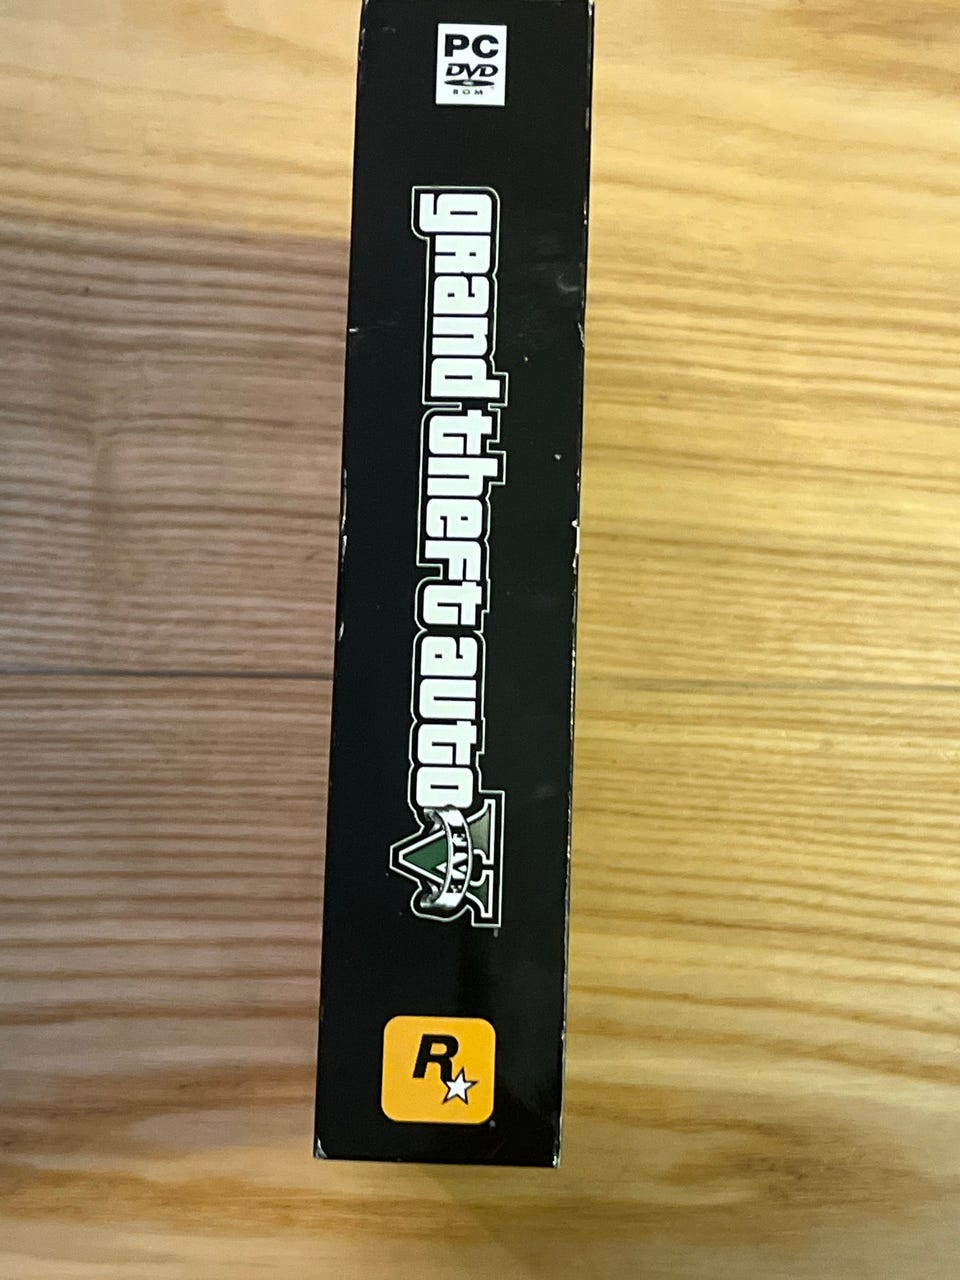 PC
DVD
ROM
grand theft auto
V
FIVE
R